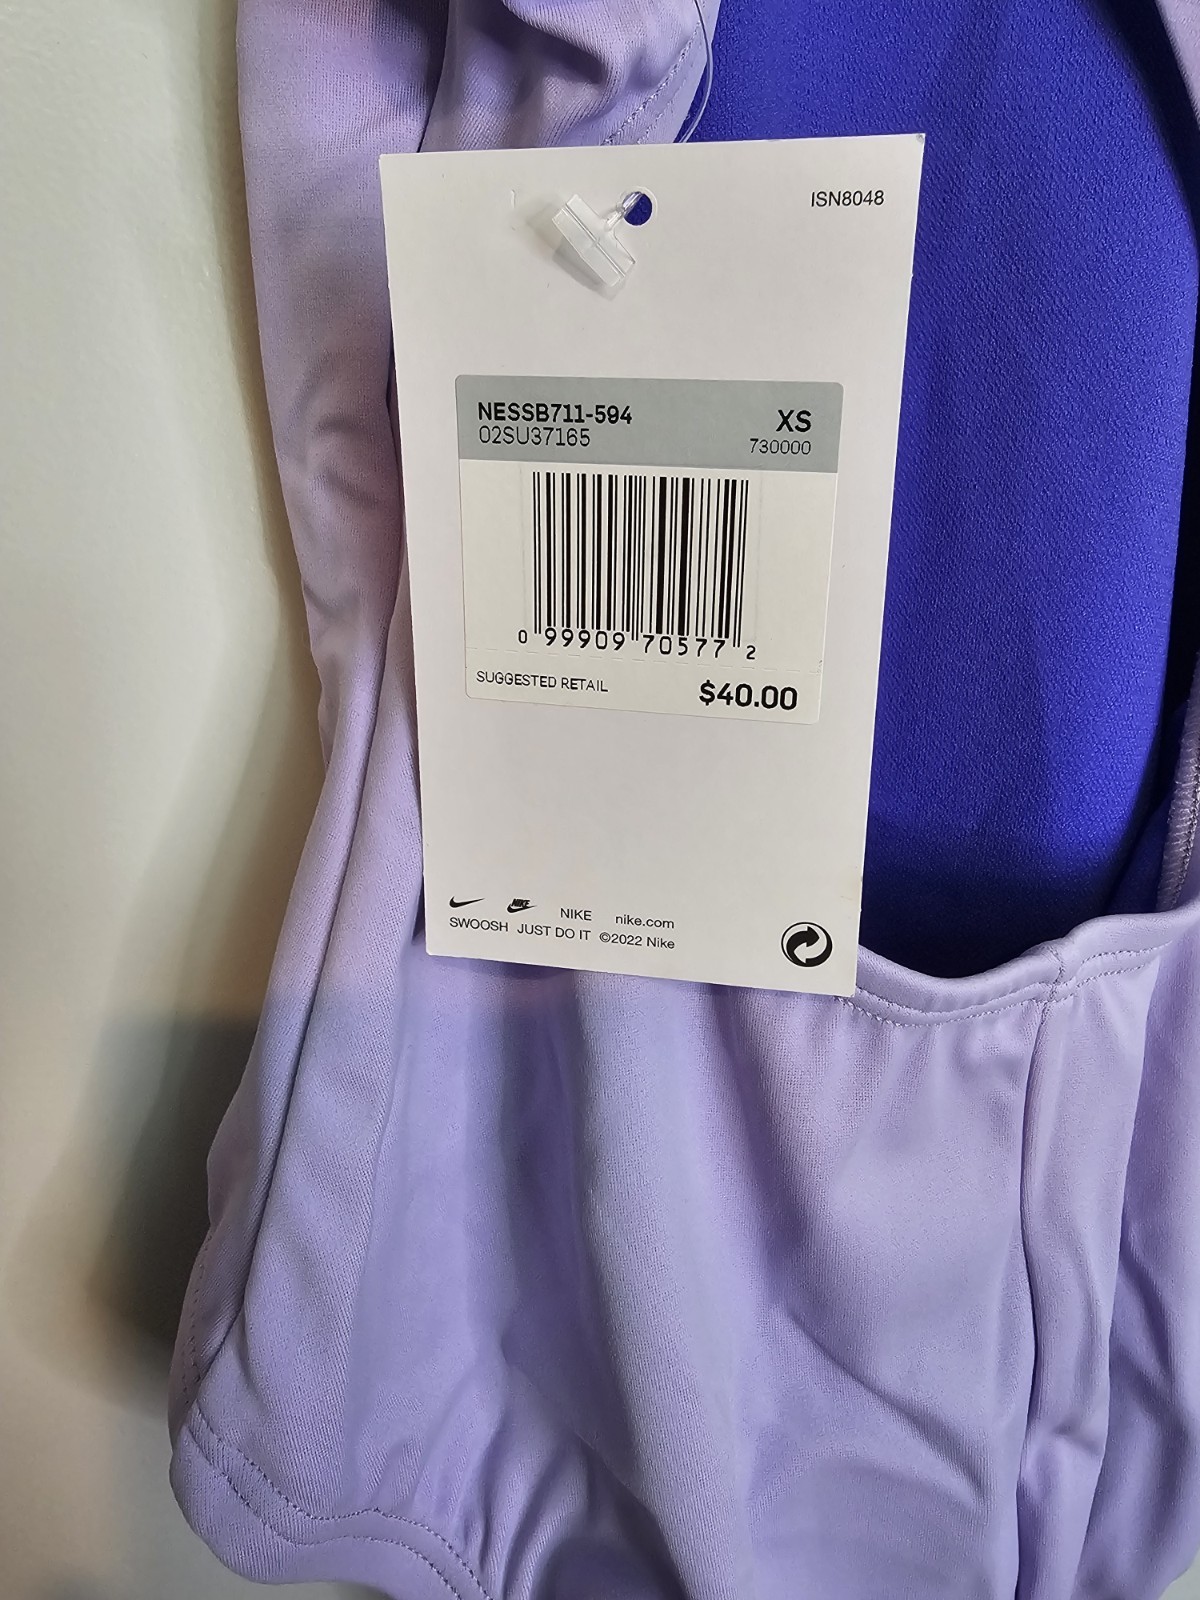 ISN8048
NESSB711-594 XS
02SU37165 730000
0 99909 70577 2
SUGGESTED RETAIL $40.00
NIKE NIKE nike.com
SWOOSH JUST DO IT ©2022 Nike